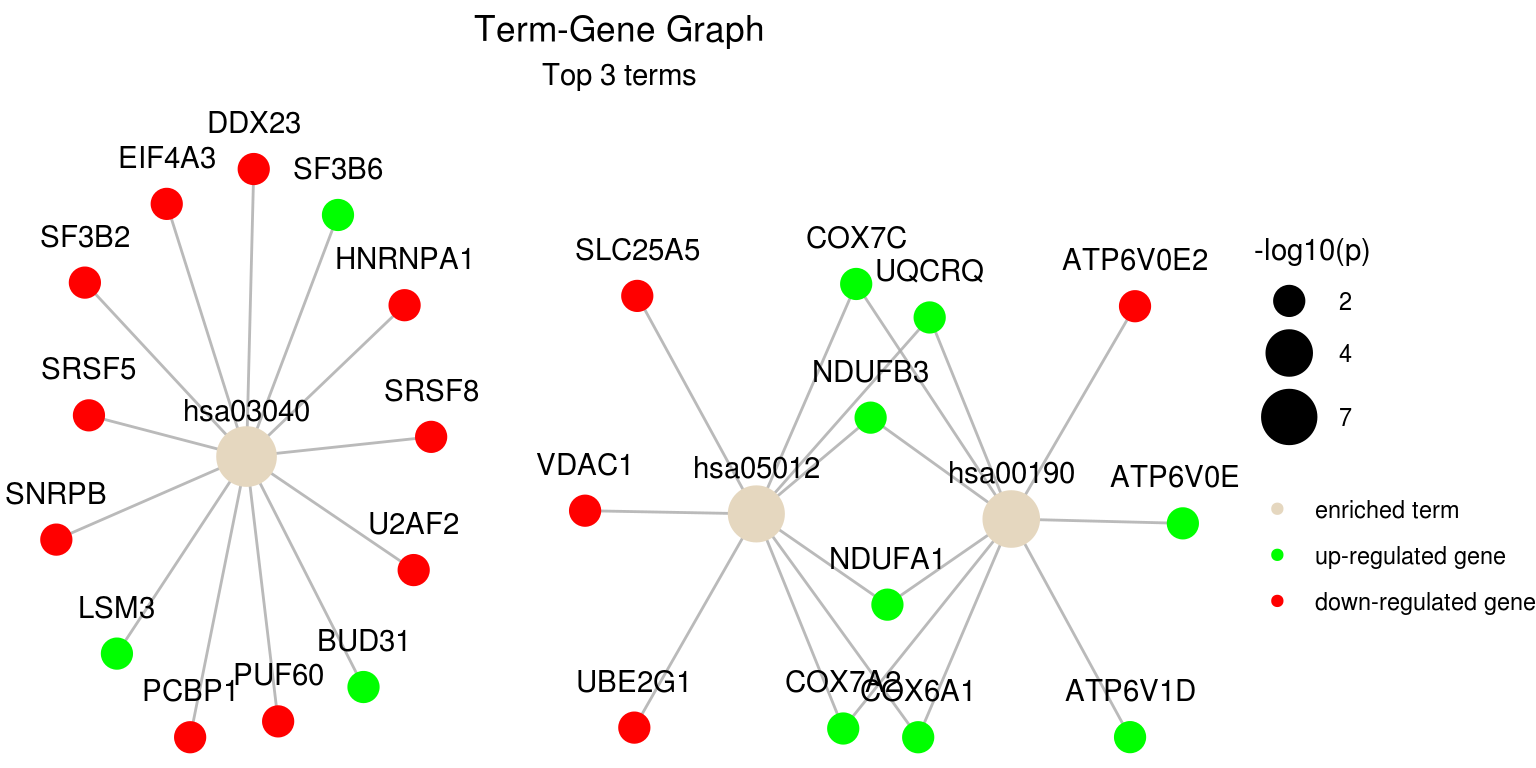 Term-Gene Graph
Top 3 terms
DDX23
EIF4A3
SF3B6
SF3B2
HNRNPA1
SRSF5
SRSF8
hsa03040
SNRPB
U2AF2
LSM3
BUD31
PCBP1
PUF60
SLC25A5
COX7C
UQCRQ
ATP6V0E2
NDUFB3
VDAC1
hsa05012
hsa00190
ATP6V0E
NDUFA1
UBE2G1
COX7A2
COX6A1
ATP6V1D
-log10(p)
2
4
7
enriched term
up-regulated gene
down-regulated gene